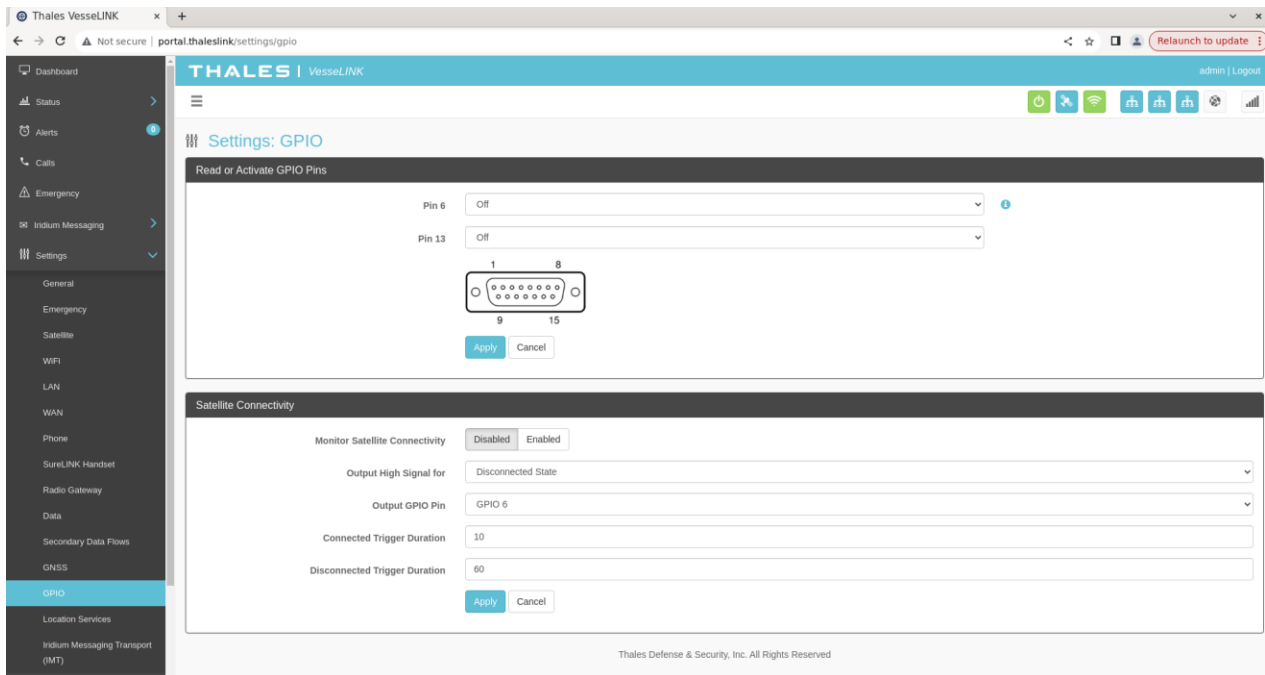 Thales VesseLINK
Not secure | portal.thaleslink/settings/gpio
Relaunch to update
Dashboard
Status
Alerts 0
Calls
Emergency
Iridium Messaging
Settings
General
Emergency
Satellite
WiFi
LAN
WAN
Phone
SureLINK Handset
Radio Gateway
Data
Secondary Data Flows
GNSS
GPIO
Location Services
Iridium Messaging Transport
(IMT)
THALES | VesseLINK
admin | Logout
Settings: GPIO
Read or Activate GPIO Pins
Pin 6 Off
Pin 13 Off
1 8
9 15
Apply Cancel
Satellite Connectivity
Monitor Satellite Connectivity Disabled Enabled
Output High Signal for Disconnected State
Output GPIO Pin GPIO 6
Connected Trigger Duration 10
Disconnected Trigger Duration 60
Apply Cancel
Thales Defense & Security, Inc. All Rights Reserved